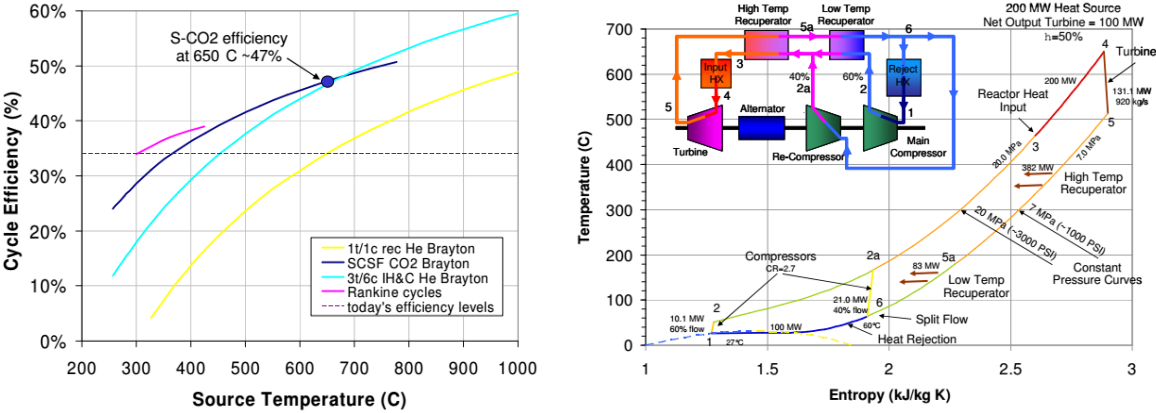 60%
50%
40%
30%
20%
10%
0%
Cycle Efficiency (%)
S-CO2 efficiency
at 650 C ~47%
1t/1c rec He Brayton
SCSF CO2 Brayton
3t/6c IH&C He Brayton
Rankine cycles
today's efficiency levels
200 300 400 500 600 700 800 900 1000
Source Temperature (C)
200 MW Heat Source
Net Output Turbine = 100 MW
h=50%
High Temp
Recuperator
Low Temp
Recuperator
5a
6
Input
HX
3
40%
2a
60%
2
Reject
HX
5
4
1
Alternator
Turbine
Re-Compressor
Main
Compressor
700
600
500
400
300
200
100
0
Temperature (C)
4
Turbine
200 MW
131.1 MW
920 kg/s
Reactor Heat
Input
5
3
20.0 MPa
7.0 MPa
382 MW
High Temp
Recuperator
20 MPa (~3000 PSI)
7 MPa (~1000 PSI)
Constant
Pressure Curves
Compressors
CR=2.7
2a
5a
83 MW
Low Temp
Recuperator
2
21.0 MW
40% flow
6
Split Flow
10.1 MW
60% flow
100 MW
60°C
Heat Rejection
1
27°C
1 1.5 2 2.5 3
Entropy (kJ/kg K)